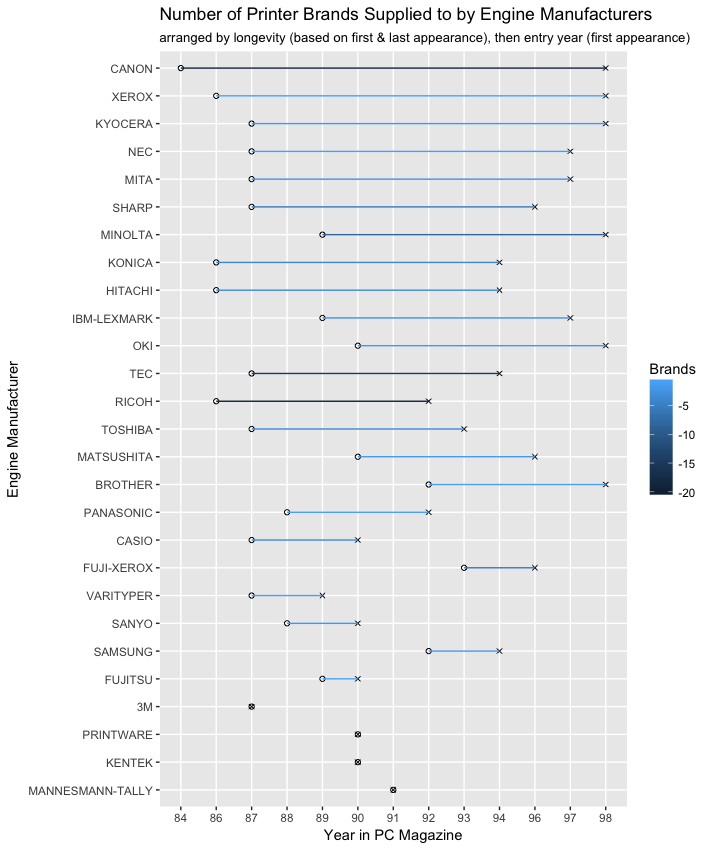 Number of Printer Brands Supplied to by Engine Manufacturers
arranged by longevity (based on first & last appearance), then entry year (first appearance)
Engine Manufacturer
CANON
XEROX
KYOCERA
NEC
MITA
SHARP
MINOLTA
KONICA
HITACHI
IBM-LEXMARK
OKI
TEC
RICOH
TOSHIBA
MATSUSHITA
BROTHER
PANASONIC
CASIO
FUJI-XEROX
VARITYPER
SANYO
SAMSUNG
FUJITSU
3M
PRINTWARE
KENTEK
MANNESMANN-TALLY
84 86 87 88 89 90 91 92 93 94 96 97 98
Year in PC Magazine
Brands
-5
-10
-15
-20